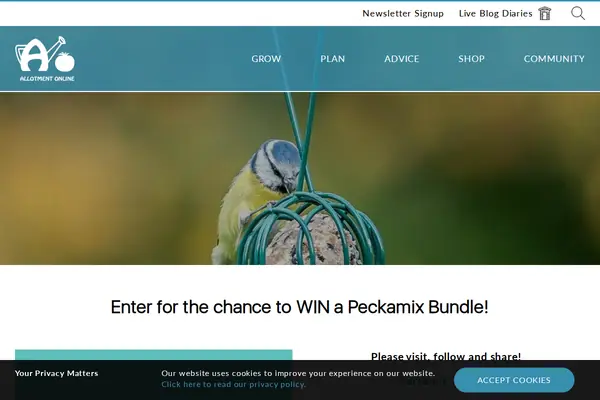 Newsletter Signup Live Blog Diaries
ALLOTMENT ONLINE
GROW PLAN ADVICE SHOP COMMUNITY
Enter for the chance to WIN a Peckamix Bundle!
Please visit, follow and share!
Your Privacy Matters
Our website uses cookies to improve your experience on our website.
Click here to read our privacy policy.
ACCEPT COOKIES